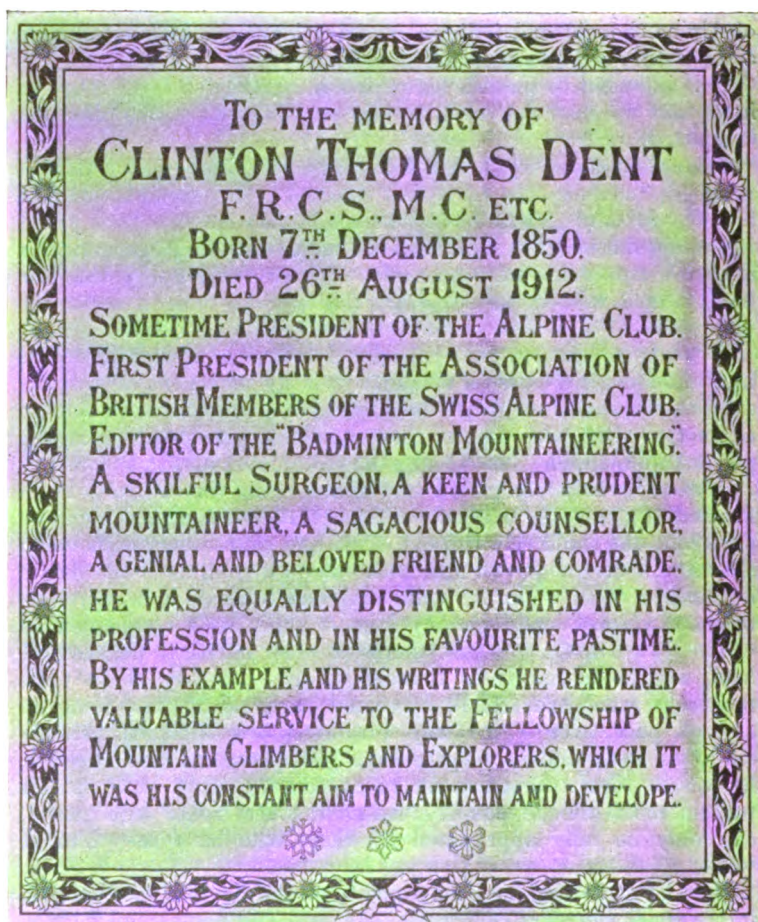 TO THE MEMORY OF
CLINTON THOMAS DENT
F.R.C.S., M.C. ETC.
BORN 7TH DECEMBER 1850.
DIED 26TH AUGUST 1912.
SOMETIME PRESIDENT OF THE ALPINE CLUB.
FIRST PRESIDENT OF THE ASSOCIATION OF
BRITISH MEMBERS OF THE SWISS ALPINE CLUB.
EDITOR OF THE "BADMINTON MOUNTAINEERING".
A SKILFUL SURGEON, A KEEN AND PRUDENT
MOUNTAINEER, A SAGACIOUS COUNSELLOR,
A GENIAL AND BELOVED FRIEND AND COMRADE.
HE WAS EQUALLY DISTINGUISHED IN HIS
PROFESSION AND IN HIS FAVOURITE PASTIME.
BY HIS EXAMPLE AND HIS WRITINGS HE RENDERED
VALUABLE SERVICE TO THE FELLOWSHIP OF
MOUNTAIN CLIMBERS AND EXPLORERS, WHICH IT
WAS HIS CONSTANT AIM TO MAINTAIN AND DEVELOPE.